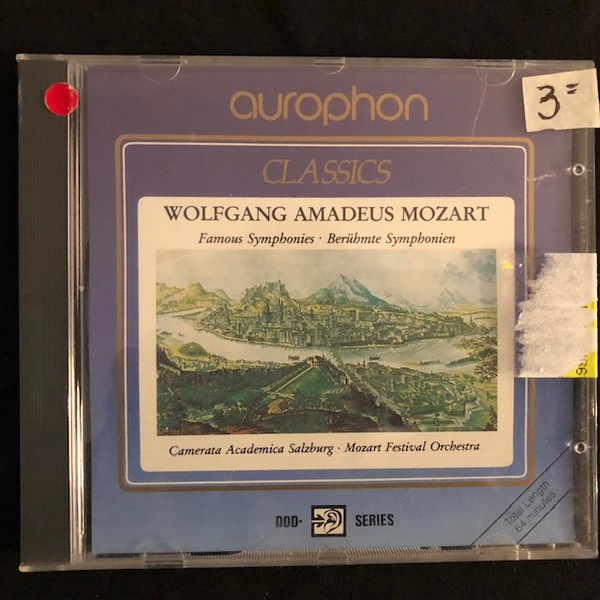 aurophon
3=
CLASSICS
WOLFGANG AMADEUS MOZART
Famous Symphonies · Berühmte Symphonien
Camerata Academica Salzburg · Mozart Festival Orchestra
DDD- SERIES
Total Length
64 minutes